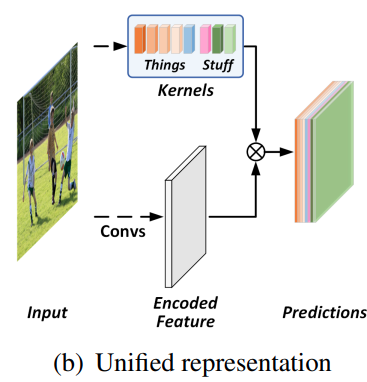 Things Stuff
Kernels
Convs
Input
Encoded
Feature
Predictions
(b) Unified representation